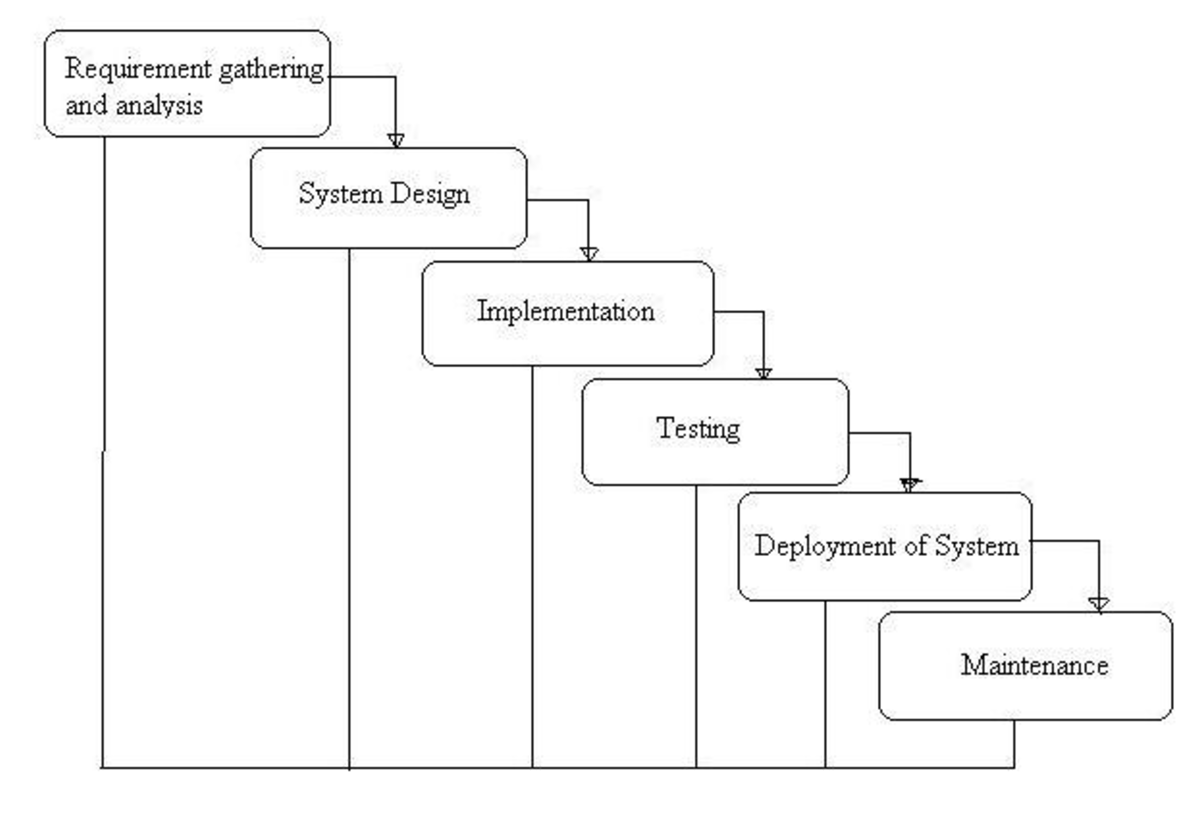 Requirement gathering
and analysis
System Design
Implementation
Testing
Deployment of System
Maintenance